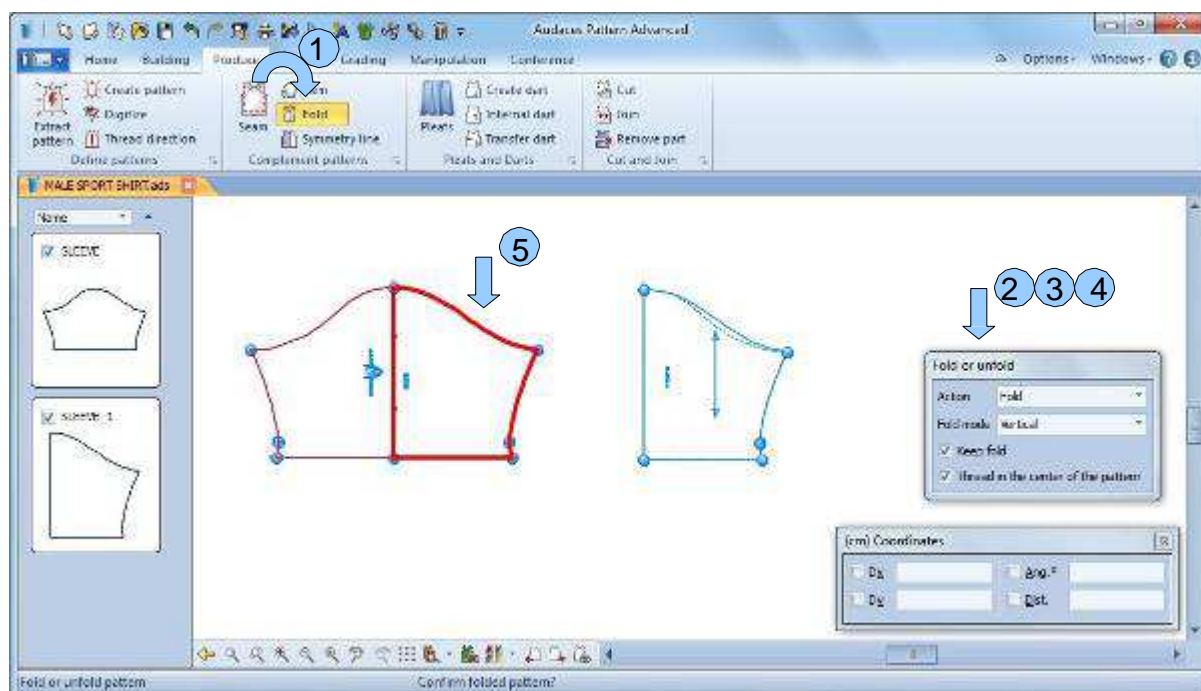 Audaces Pattern Advanced
Home Building Grading Manipulation Conference
Options Windows
1
Create pattern
Digitize
Thread direction
Extract
pattern
Define patterns
Seam
Fold
Symmetry line
Complement patterns
Pleats
Create dart
Internal dart
Transfer dart
Pleats and Darts
Cut
Join
Remove part
Cut and Join
MALE SPORT SHIRT.ads
Name
SLEEVE
SLEEVE 1
5
2 3 4
Fold or unfold
Action Fold
Fold mode Vertical
Keep fold
Thread in the center of the pattern
(cm) Coordinates
Dx Ang.º
Dy Dist.
Fold or unfold pattern Confirm folded pattern?